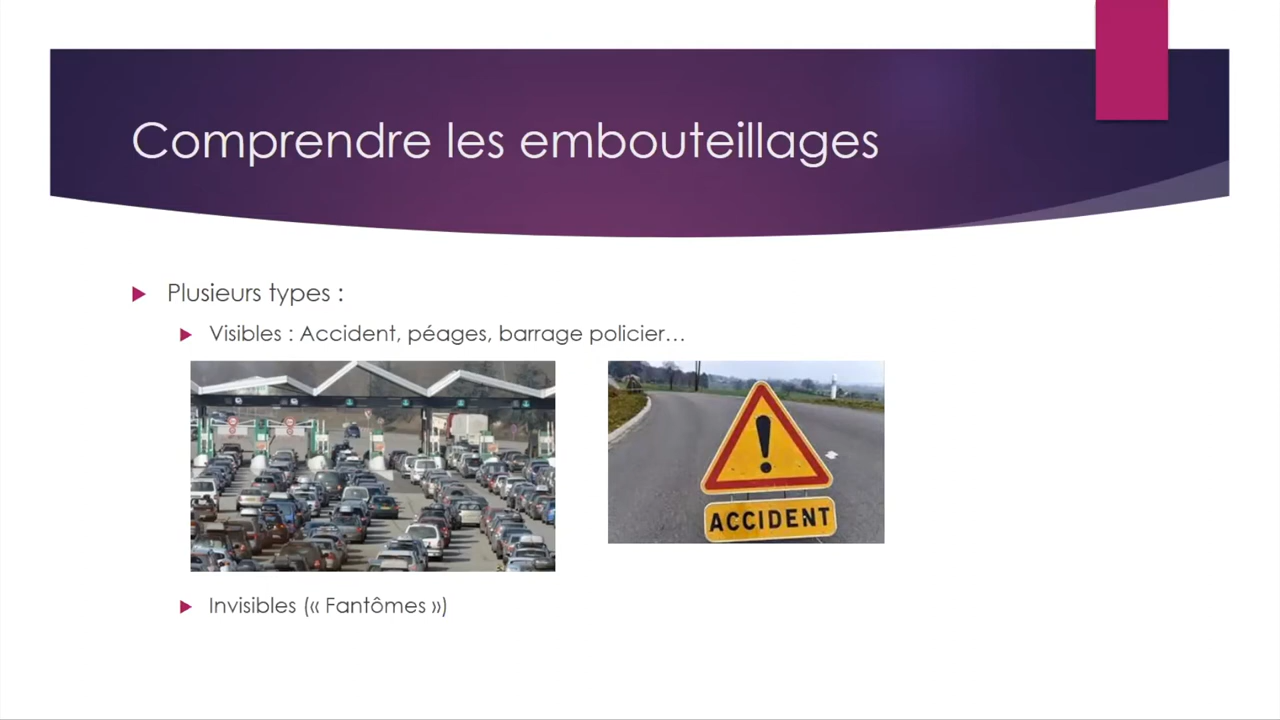 Comprendre les embouteillages
Plusieurs types :
Visibles : Accident, péages, barrage policier…
ACCIDENT
Invisibles (« Fantômes »)